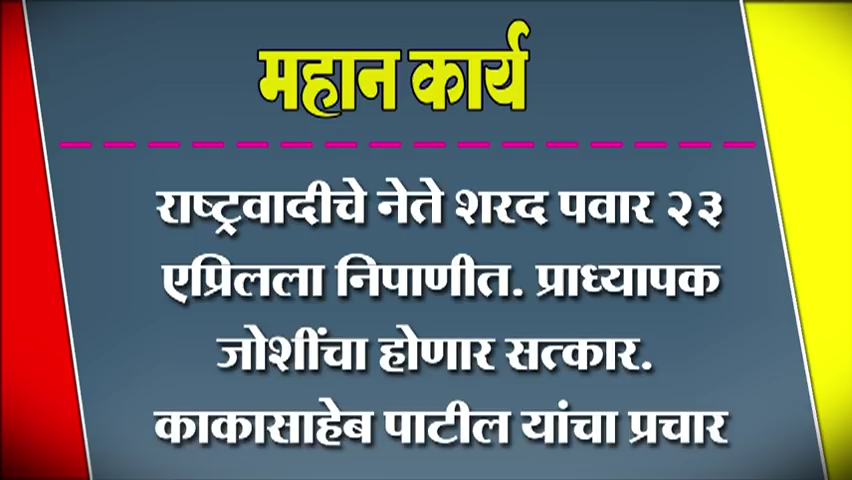 महान कार्य
राष्ट्रवादीचे नेते शरद पवार २३
एप्रिलला निपाणीत. प्राध्यापक
जोशींचा होणार सत्कार.
काकासाहेब पाटील यांचा प्रचार